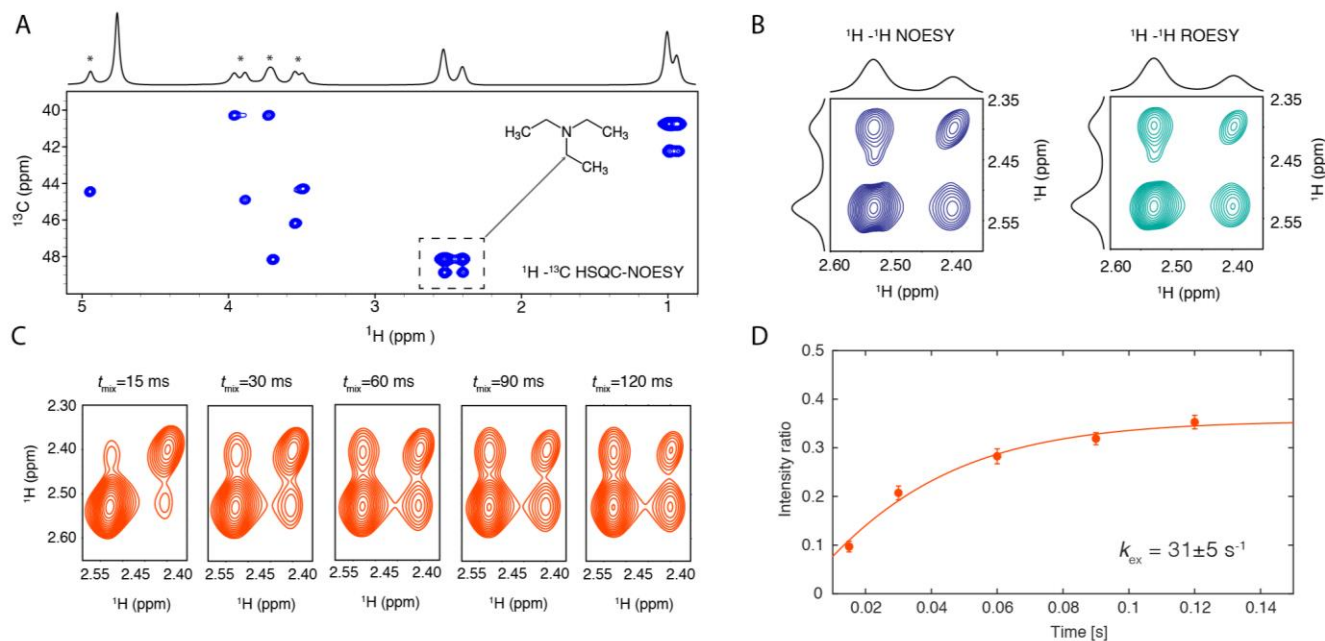 A
* * * *
40
42
44
46
48
¹³C (ppm)
H₃C N CH₃
CH₃
¹H -¹³C HSQC-NOESY
5 4 3 2 1
¹H (ppm )
B
¹H -¹H NOESY
2.35
2.45
2.55
¹H (ppm)
2.60 2.50 2.40
¹H (ppm)
¹H -¹H ROESY
2.35
2.45
2.55
¹H (ppm)
2.60 2.50 2.40
¹H (ppm)
C
t_mix=15 ms t_mix=30 ms t_mix=60 ms t_mix=90 ms t_mix=120 ms
2.30
2.40
2.50
2.60
¹H (ppm)
2.55 2.45 2.40 2.55 2.45 2.40 2.55 2.45 2.40 2.55 2.45 2.40 2.55 2.45 2.40
¹H (ppm) ¹H (ppm) ¹H (ppm) ¹H (ppm) ¹H (ppm)
D
0.5
0.4
0.3
0.2
0.1
0
Intensity ratio
k_ex = 31±5 s⁻¹
0.02 0.04 0.06 0.08 0.1 0.12 0.14
Time [s]